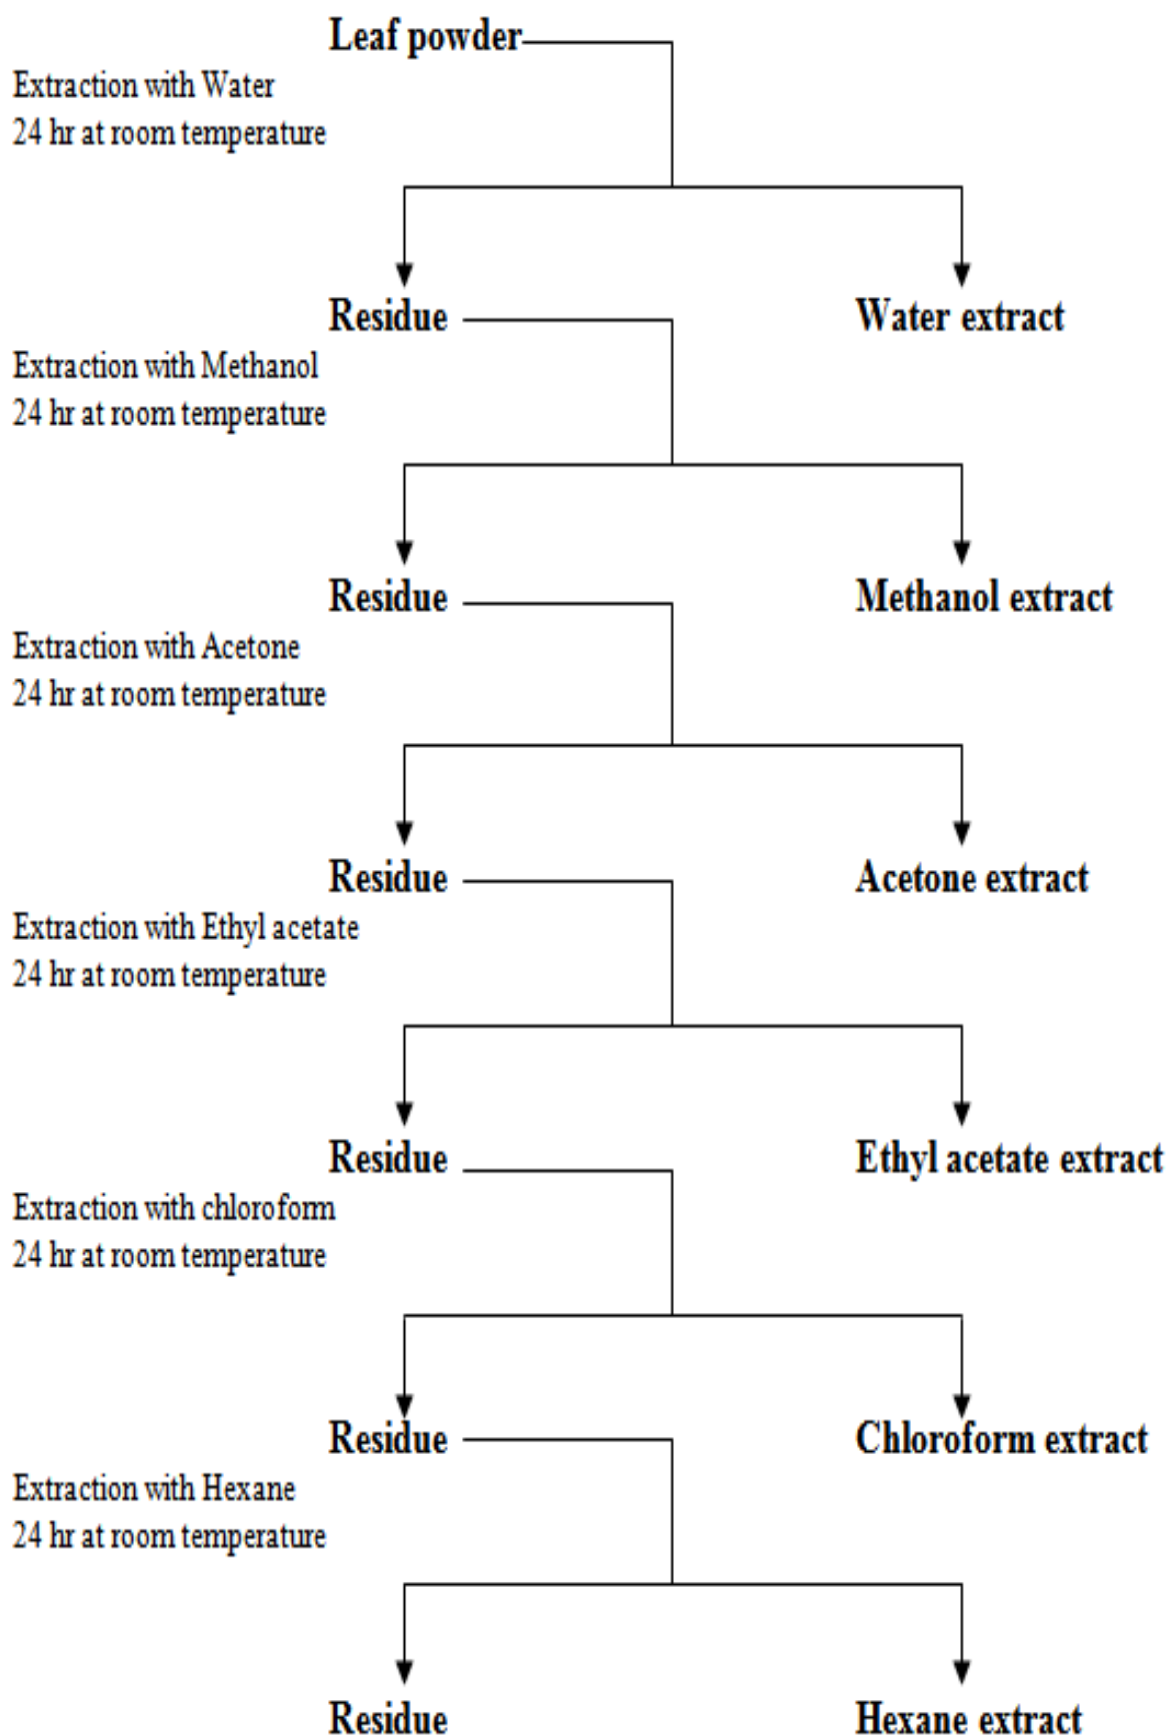 Leaf powder
Extraction with Water
24 hr at room temperature
Residue
Water extract
Extraction with Methanol
24 hr at room temperature
Residue
Methanol extract
Extraction with Acetone
24 hr at room temperature
Residue
Acetone extract
Extraction with Ethyl acetate
24 hr at room temperature
Residue
Ethyl acetate extract
Extraction with chloroform
24 hr at room temperature
Residue
Chloroform extract
Extraction with Hexane
24 hr at room temperature
Residue
Hexane extract